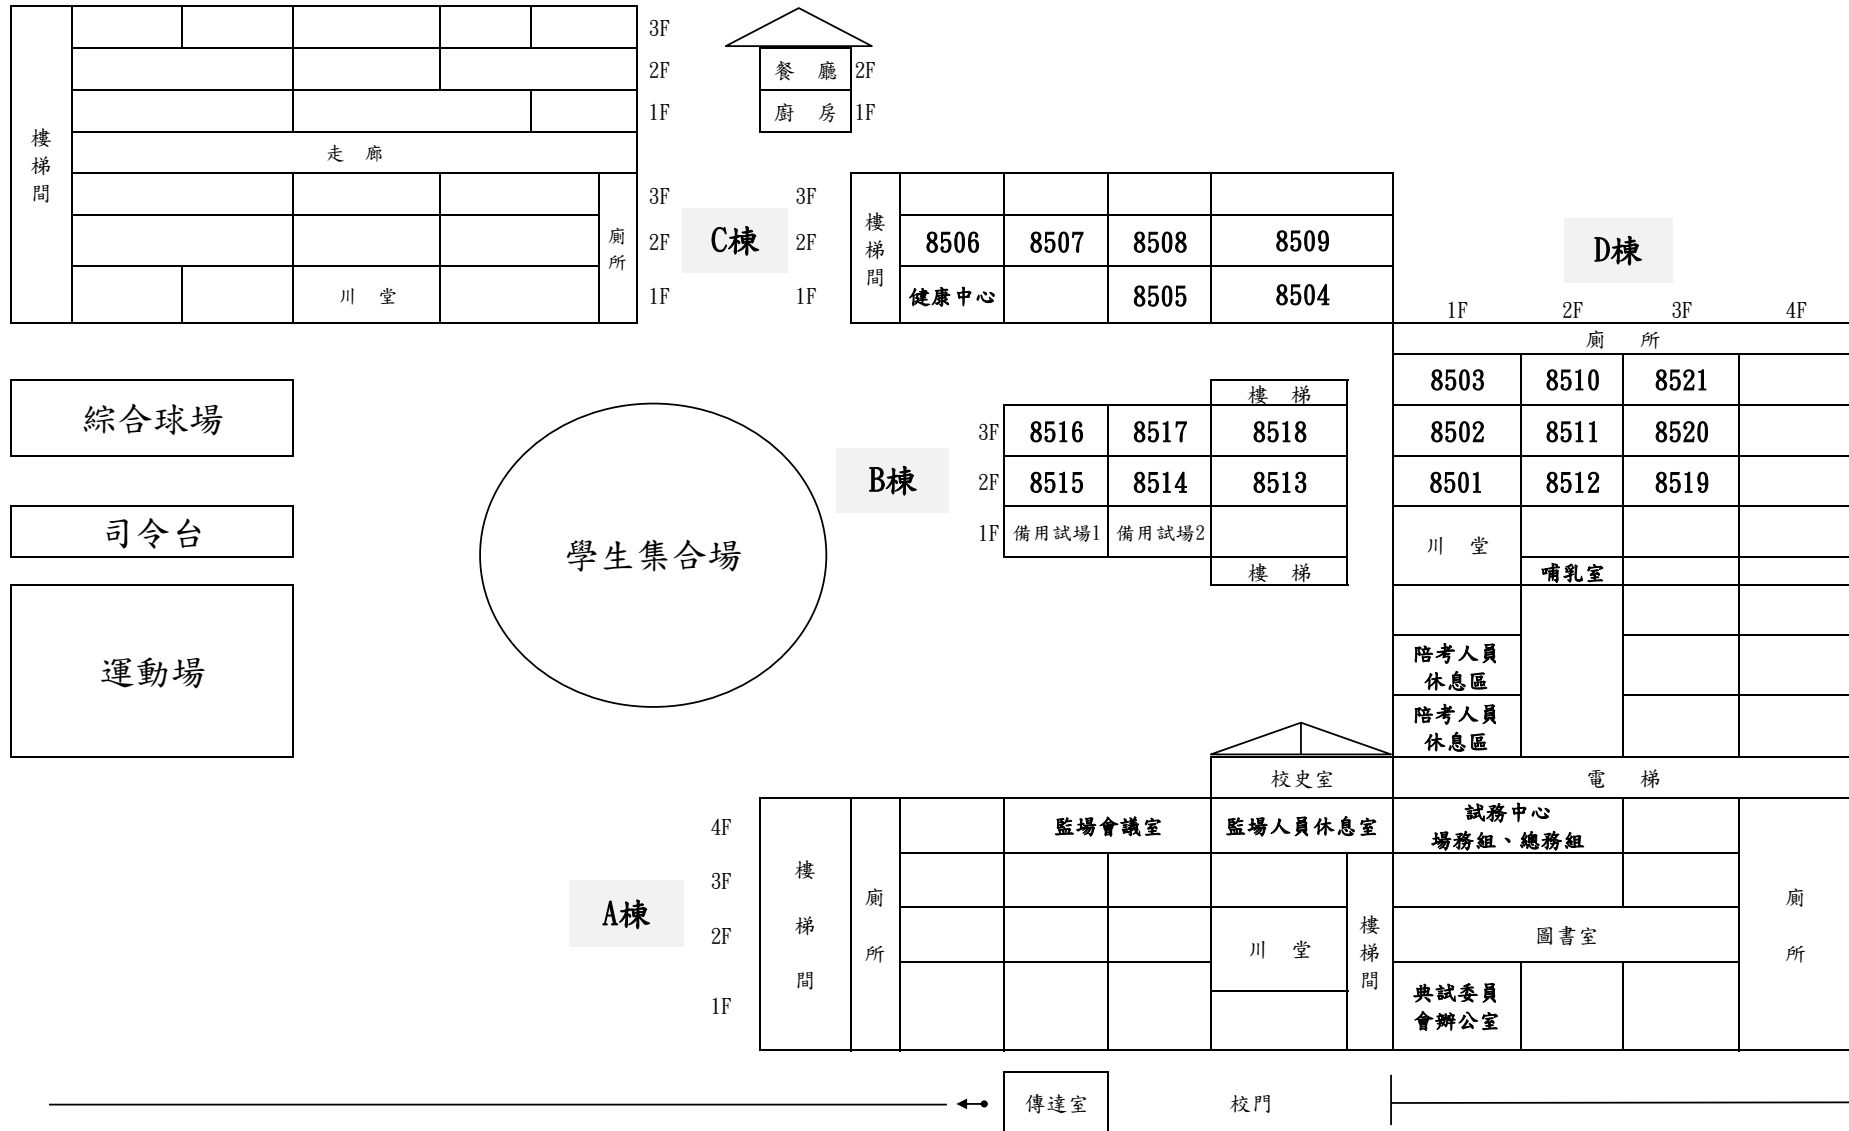 3F
2F
1F
樓梯間
走 廊
3F
2F
1F
廁所
川 堂
餐 廳 2F
廚 房 1F
C棟
3F
2F
1F
樓梯間
8506 8507 8508 8509
健康中心 8505 8504
D棟
1F 2F 3F 4F
廁 所
8503 8510 8521
8502 8511 8520
8501 8512 8519
川 堂
哺乳室
陪考人員
休息區
陪考人員
休息區
電 梯
綜合球場
司令台
運動場
學生集合場
B棟
樓 梯
3F 8516 8517 8518
2F 8515 8514 8513
1F 備用試場1 備用試場2
樓 梯
校史室
A棟
4F
3F
2F
1F
樓梯間
廁所
監場會議室 監場人員休息室
試務中心
場務組、總務組
川 堂
樓梯間
圖書室
典試委員
會辦公室
廁所
傳達室 校門